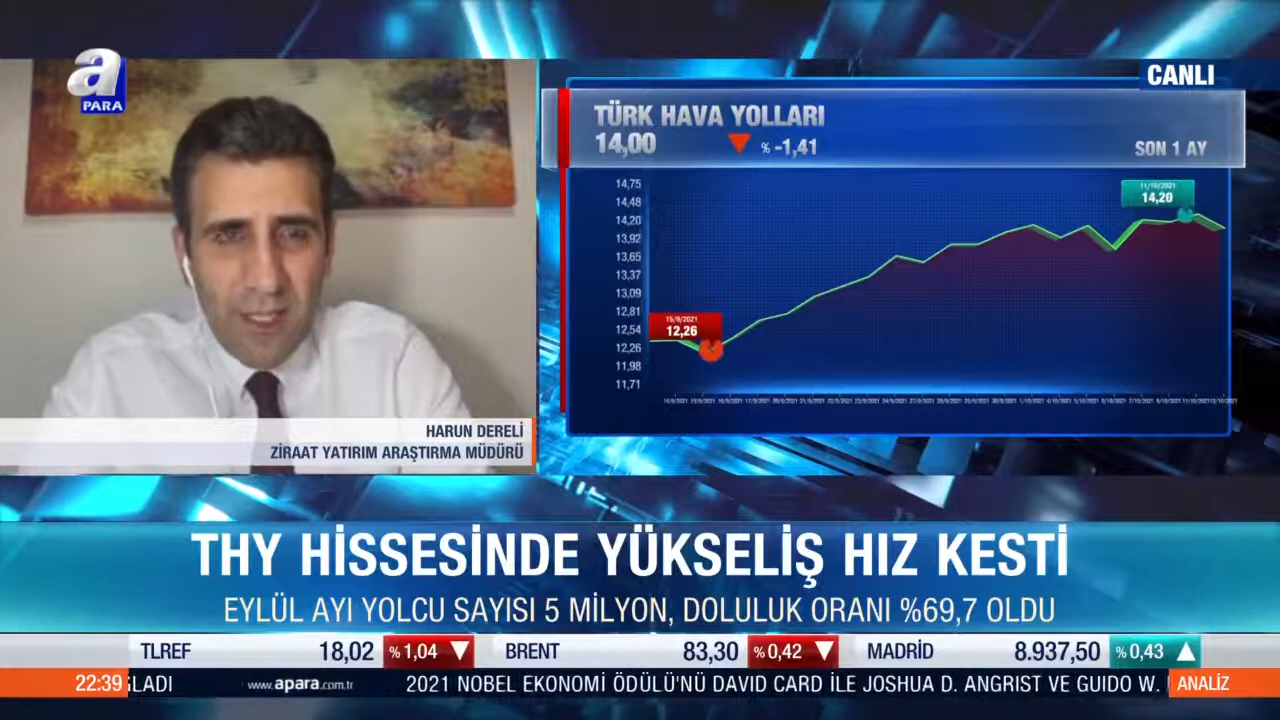 a
PARA
CANLI
TÜRK HAVA YOLLARI
14,00 % -1,41
SON 1 AY
14,75
14,48
14,20
13,92
13,65
13,37
13,09
12,81
12,54
12,26
11,98
11,71
11/10/2021
14,20
15/9/2021
12,26
HARUN DERELİ
ZİRAAT YATIRIM ARAŞTIRMA MÜDÜRÜ
THY HİSSESİNDE YÜKSELİŞ HIZ KESTİ
EYLÜL AYI YOLCU SAYISI 5 MİLYON, DOLULUK ORANI %69,7 OLDU
TLREF 18,02 % 1,04 BRENT 83,30 % 0,42 MADRİD 8.937,50 % 0,43
22:39 ĞLADI www.apara.com.tr 2021 NOBEL EKONOMİ ÖDÜLÜ'NÜ DAVID CARD İLE JOSHUA D. ANGRIST VE GUIDO W. ANALİZ